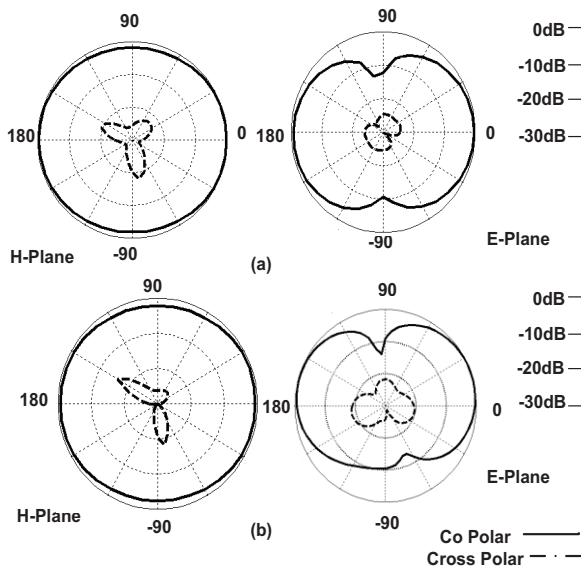 90
90
0dB
-10dB
-20dB
-30dB
180
0
180
0
-90
-90
H-Plane
(a)
E-Plane
90
90
0dB
-10dB
-20dB
-30dB
180
0
180
0
-90
-90
H-Plane
(b)
E-Plane
Co Polar
Cross Polar